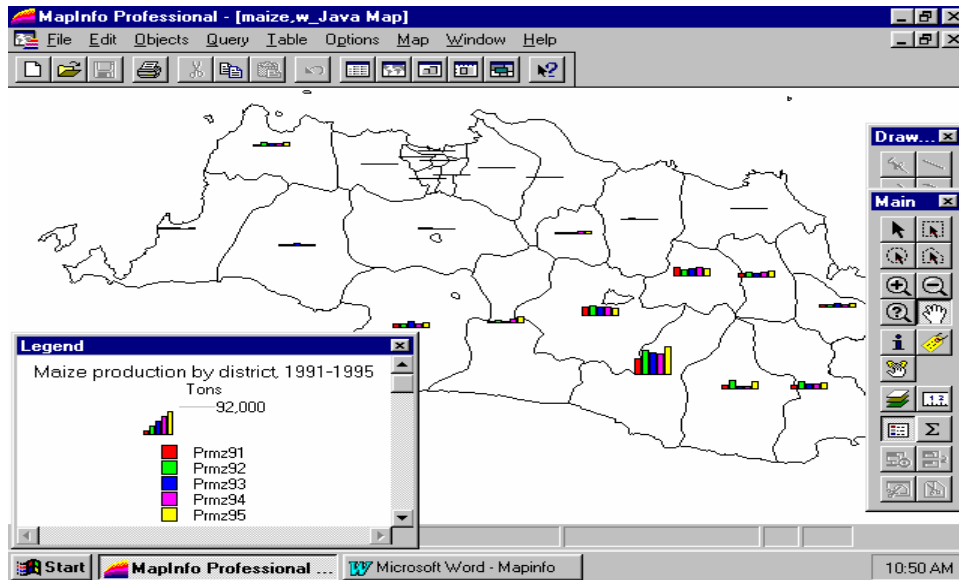 MapInfo Professional - [maize,w_Java Map]
File Edit Objects Query Table Options Map Window Help
Draw...
Main
Legend
Maize production by district, 1991-1995
Tons
92,000
Prmz91
Prmz92
Prmz93
Prmz94
Prmz95
Start MapInfo Professional ... Microsoft Word - Mapinfo 10:50 AM